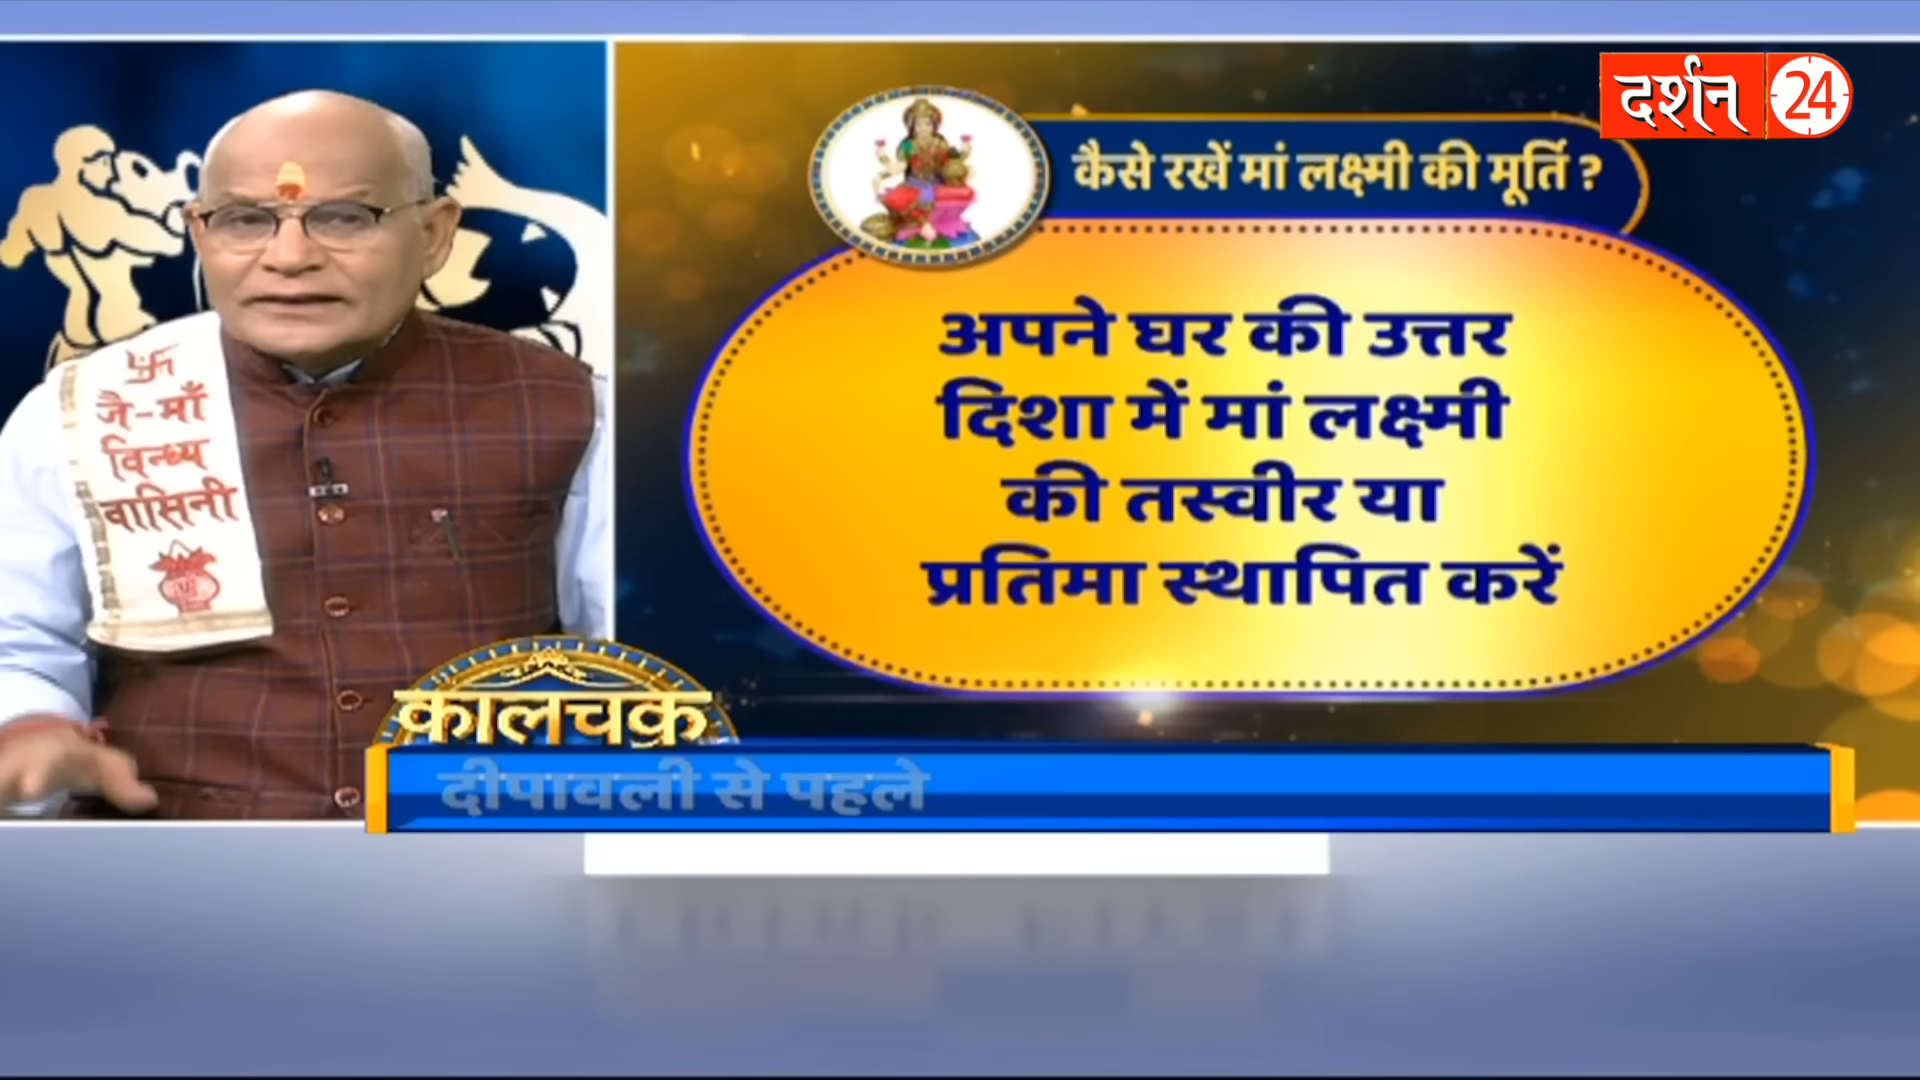 दर्शन 24
कैसे रखें मां लक्ष्मी की मूर्ति ?
अपने घर की उत्तर
दिशा में मां लक्ष्मी
की तस्वीर या
प्रतिमा स्थापित करें
जै-माँ
विन्ध्य
वासिनी
कालचक्र
दीपावली से पहले